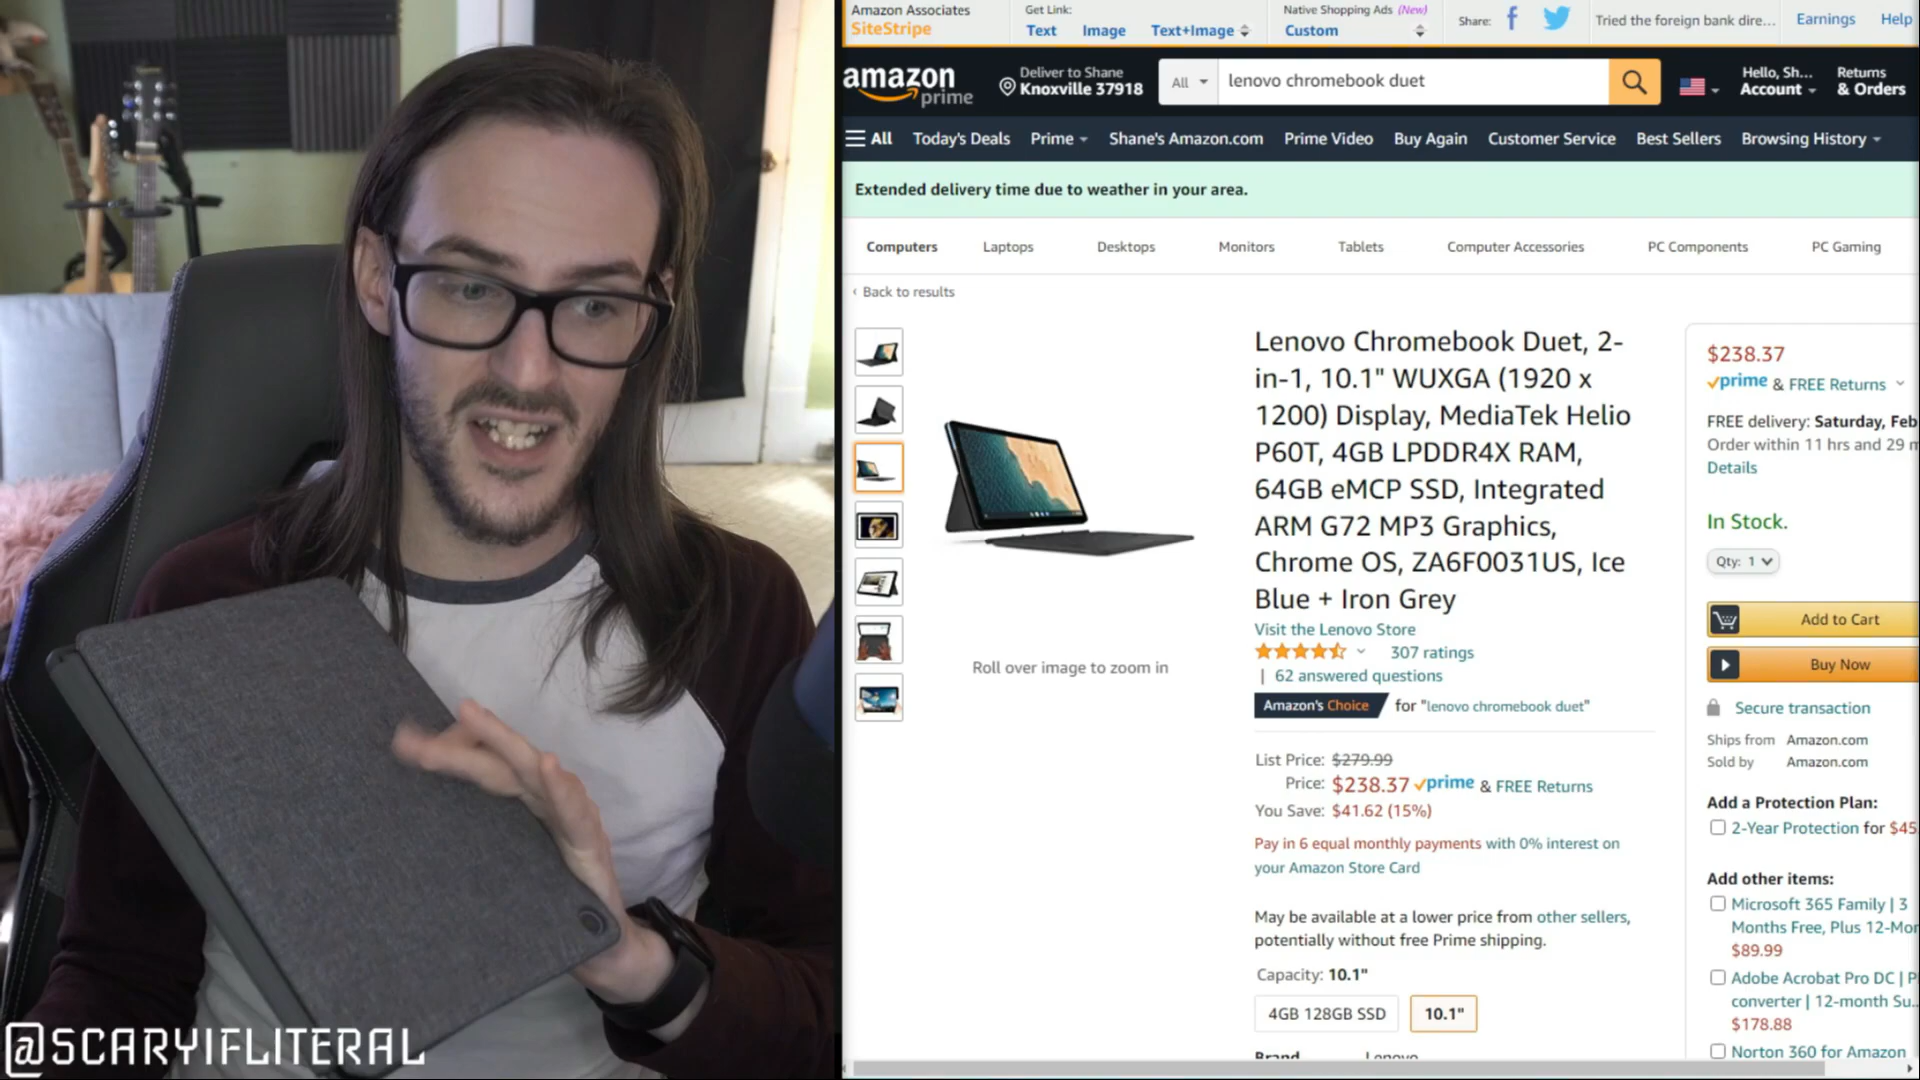 Amazon Associates
SiteStripe
Get Link:
Text Image Text+Image
Native Shopping Ads (New)
Custom
Share:
Tried the foreign bank dire...
Earnings Help
amazon
prime
Deliver to Shane
Knoxville 37918
All
lenovo chromebook duet
Hello, Sh...
Account
Returns
& Orders
All Today's Deals Prime Shane's Amazon.com Prime Video Buy Again Customer Service Best Sellers Browsing History
Extended delivery time due to weather in your area.
Computers Laptops Desktops Monitors Tablets Computer Accessories PC Components PC Gaming
‹ Back to results
Roll over image to zoom in
Lenovo Chromebook Duet, 2-
in-1, 10.1" WUXGA (1920 x
1200) Display, MediaTek Helio
P60T, 4GB LPDDR4X RAM,
64GB eMCP SSD, Integrated
ARM G72 MP3 Graphics,
Chrome OS, ZA6F0031US, Ice
Blue + Iron Grey
Visit the Lenovo Store
307 ratings
| 62 answered questions
Amazon's Choice for "lenovo chromebook duet"
List Price: $279.99
Price: $238.37 prime & FREE Returns
You Save: $41.62 (15%)
Pay in 6 equal monthly payments with 0% interest on
your Amazon Store Card
May be available at a lower price from other sellers,
potentially without free Prime shipping.
Capacity: 10.1"
4GB 128GB SSD 10.1"
Brand Lenovo
$238.37
prime & FREE Returns
FREE delivery: Saturday, Feb
Order within 11 hrs and 29 m
Details
In Stock.
Qty: 1
Add to Cart
Buy Now
Secure transaction
Ships from Amazon.com
Sold by Amazon.com
Add a Protection Plan:
2-Year Protection for $45
Add other items:
Microsoft 365 Family | 3
Months Free, Plus 12-Mor
$89.99
Adobe Acrobat Pro DC | P
converter | 12-month Su...
$178.88
Norton 360 for Amazon
@SCARYIFLITERAL